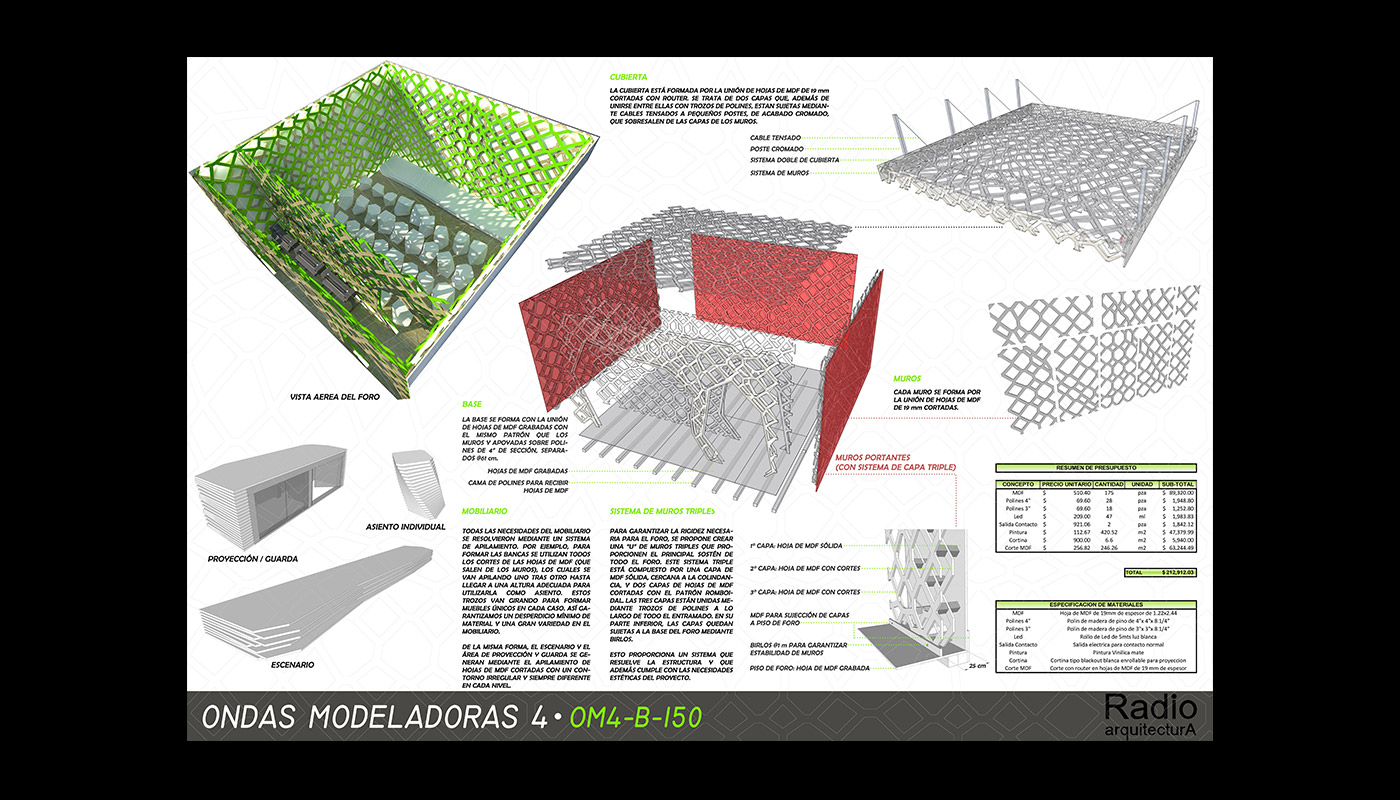 CUBIERTA
LA CUBIERTA ESTÁ FORMADA POR LA UNIÓN DE HOJAS DE MDF DE 19 mm
CORTADAS CON ROUTER. SE TRATA DE DOS CAPAS QUE, ADEMÁS DE
UNIRSE ENTRE ELLAS CON TROZOS DE POLINES, ESTAN SUJETAS MEDIAN-
TE CABLES TENSADOS A PEQUEÑOS POSTES, DE ACABADO CROMADO,
QUE SOBRESALEN DE LAS CAPAS DE LOS MUROS.
CABLE TENSADO
POSTE CROMADO
SISTEMA DOBLE DE CUBIERTA
SISTEMA DE MUROS
VISTA AEREA DEL FORO
BASE
LA BASE SE FORMA CON LA UNIÓN
DE HOJAS DE MDF GRABADAS CON
EL MISMO PATRÓN QUE LOS
MUROS Y APOYADAS SOBRE POLI-
NES DE 4" DE SECCIÓN, SEPARA-
DOS @61 cm.
HOJAS DE MDF GRABADAS
CAMA DE POLINES PARA RECIBIR
HOJAS DE MDF
MUROS
CADA MURO SE FORMA POR
LA UNIÓN DE HOJAS DE MDF
DE 19 mm CORTADAS.
MUROS PORTANTES
(CON SISTEMA DE CAPA TRIPLE)
PROYECCIÓN / GUARDA
ASIENTO INDIVIDUAL
ESCENARIO
MOBILIARIO
TODAS LAS NECESIDADES DEL MOBILIARIO
SE RESOLVIERON MEDIANTE UN SISTEMA
DE APILAMIENTO. POR EJEMPLO, PARA
FORMAR LAS BANCAS SE UTILIZAN TODOS
LOS CORTES DE LAS HOJAS DE MDF (QUE
SALEN DE LOS MUROS), LOS CUALES SE
VAN APILANDO UNO TRAS OTRO HASTA
LLEGAR A UNA ALTURA ADECUADA PARA
UTILIZARLA COMO ASIENTO. ESTOS
TROZOS VAN GIRANDO PARA FORMAR
MUEBLES ÚNICOS EN CADA CASO. ASÍ GA-
RANTIZAMOS UN DESPERDICIO MÍNIMO DE
MATERIAL Y UNA GRAN VARIEDAD EN EL
MOBILIARIO.
DE LA MISMA FORMA, EL ESCENARIO Y EL
ÁREA DE PROYECCIÓN Y GUARDA SE GE-
NERAN MEDIANTE EL APILAMIENTO DE
HOJAS DE MDF CORTADAS CON UN CON-
TORNO IRREGULAR Y SIEMPRE DIFERENTE
EN CADA NIVEL.
SISTEMA DE MUROS TRIPLES
PARA GARANTIZAR LA RIGIDEZ NECESA-
RIA PARA EL FORO, SE PROPONE CREAR
UNA "U" DE MUROS TRIPLES QUE PRO-
PORCIONEN EL PRINCIPAL SOSTÉN DE
TODO EL FORO. ESTE SISTEMA TRIPLE
ESTÁ COMPUESTO POR UNA CAPA DE
MDF SÓLIDA, CERCANA A LA COLINDAN-
CIA, Y DOS CAPAS DE HOJAS DE MDF
CORTADAS CON EL PATRÓN ROMBOI-
DAL. LAS TRES CAPAS ESTÁN UNIDAS ME-
DIANTE TROZOS DE POLINES A LO
LARGO DE TODO EL ENTRAMADO. EN SU
PARTE INFERIOR, LAS CAPAS QUEDAN
SUJETAS A LA BASE DEL FORO MEDIANTE
BIRLOS.
ESTO PROPORCIONA UN SISTEMA QUE
RESUELVE LA ESTRUCTURA Y QUE
ADEMÁS CUMPLE CON LAS NECESIDADES
ESTÉTICAS DEL PROYECTO.
1º CAPA: HOJA DE MDF SÓLIDA
2º CAPA: HOJA DE MDF CON CORTES
3º CAPA: HOJA DE MDF CON CORTES
MDF PARA SUJECCIÓN DE CAPAS
A PISO DE FORO
BIRLOS @1 m PARA GARANTIZAR
ESTABILIDAD DE MUROS
PISO DE FORO: HOJA DE MDF GRABADA
25 cm
RESUMEN DE PRESUPUESTO
CONCEPTO PRECIO UNITARIO CANTIDAD UNIDAD SUB-TOTAL
MDF $ 510.40 175 pza $ 89,320.00
Polines 4" $ 69.60 28 pza $ 1,948.80
Polines 3" $ 69.60 18 pza $ 1,252.80
Led $ 209.00 47 ml $ 1,983.83
Salida Contacto $ 921.06 2 pza $ 1,842.12
Pintura $ 112.67 420.52 m2 $ 47,379.99
Cortina $ 900.00 6.6 m2 $ 5,940.00
Corte MDF $ 256.82 246.26 m2 $ 63,244.49
TOTAL $ 212,912.03
ESPECIFICACION DE MATERIALES
MDF Hoja de MDF de 19mm de espesor de 1.22x2.44
Polines 4" Polin de madera de pino de 4"x 4"x 8 1/4"
Polines 3" Polin de madera de pino de 3"x 3"x 8 1/4"
Led Rollo de Led de 5mts luz blanca
Salida Contacto Salida electrica para contacto normal
Pintura Pintura Vinilica mate
Cortina Cortina tipo blackout blanca enrollable para proyeccion
Corte MDF Corte con router en hojas de MDF de 19 mm de espesor
ONDAS MODELADORAS 4 • OM4-B-150
Radio
arquitecturA